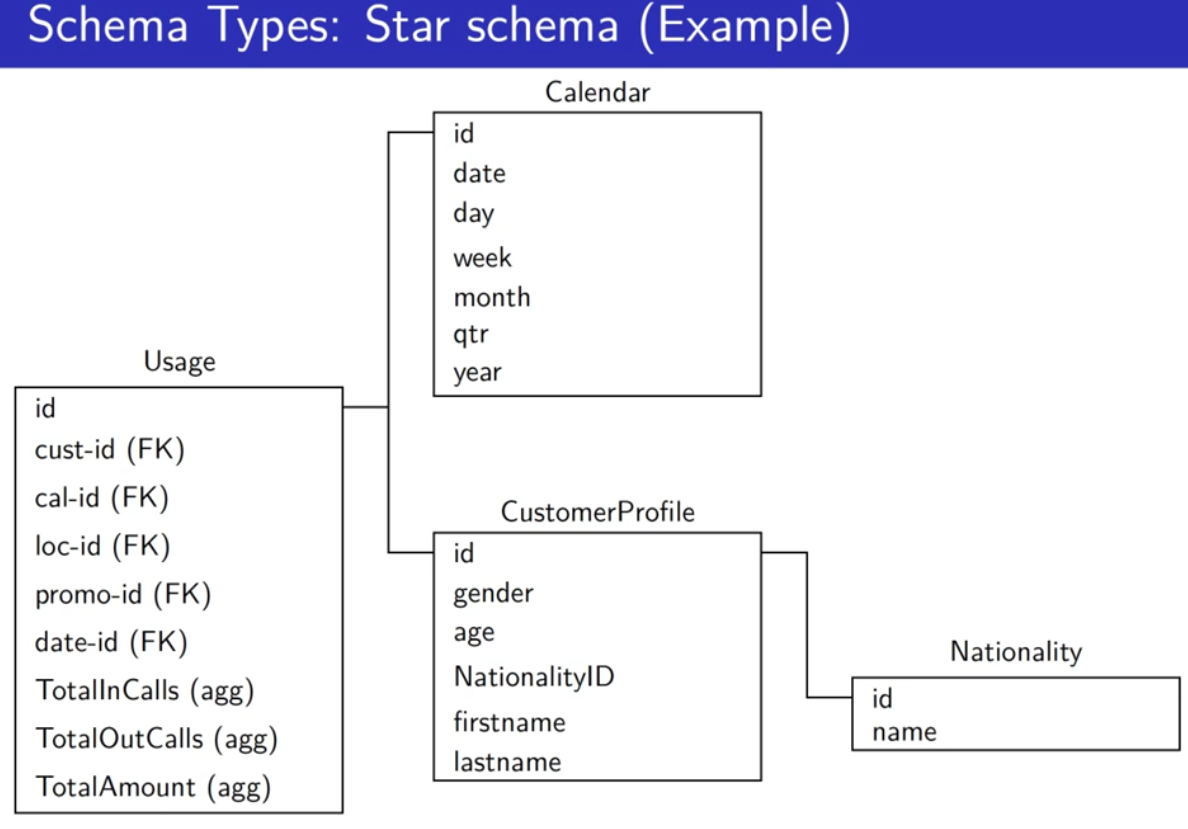 Schema Types: Star schema (Example)
Calendar
id
date
day
week
month
qtr
year
Usage
id
cust-id (FK)
cal-id (FK)
loc-id (FK)
promo-id (FK)
date-id (FK)
TotalInCalls (agg)
TotalOutCalls (agg)
TotalAmount (agg)
CustomerProfile
id
gender
age
NationalityID
firstname
lastname
Nationality
id
name